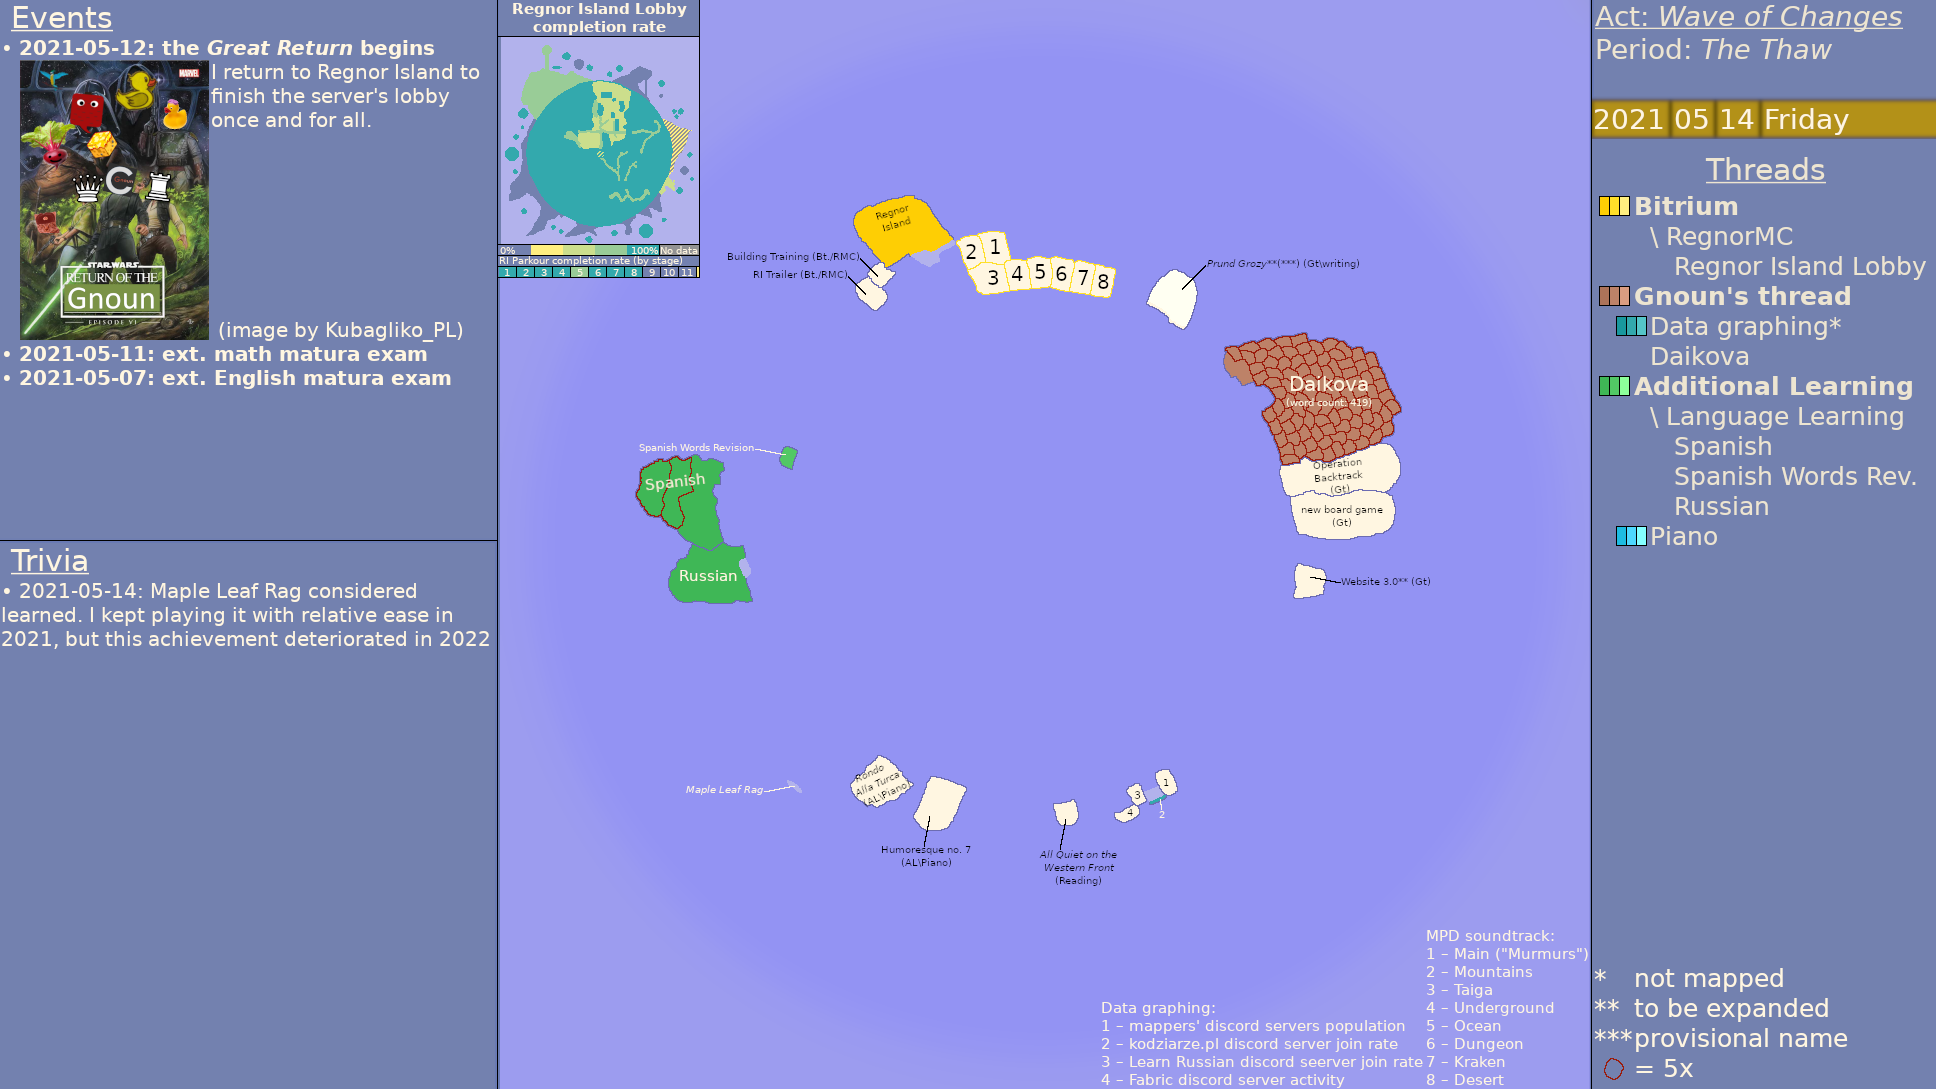 Events
• 2021-05-12: the Great Return begins
MARVEL
I return to Regnor Island to
finish the server's lobby
once and for all.
STAR WARS
RETURN OF THE
Gnoun
EPISODE VI
(image by Kubagliko_PL)
• 2021-05-11: ext. math matura exam
• 2021-05-07: ext. English matura exam
Trivia
• 2021-05-14: Maple Leaf Rag considered
learned. I kept playing it with relative ease in
2021, but this achievement deteriorated in 2022
Regnor Island Lobby
completion rate
0% 100% No data
RI Parkour completion rate (by stage)
1 2 3 4 5 6 7 8 9 10 11
Regnor
Island
Building Training (Bt./RMC)
RI Trailer (Bt./RMC)
2 1
3 4 5 6 7 8
Prund Grozy**(***) (Gt\writing)
Daikova
(word count: 419)
Operation
Backtrack
(Gt)
new board game
(Gt)
Website 3.0** (Gt)
Spanish Words Revision
Spanish
Russian
Maple Leaf Rag
Rondo
Alla Turca
(AL\Piano)
Humoresque no. 7
(AL\Piano)
All Quiet on the
Western Front
(Reading)
1
3
4
2
Data graphing:
1 – mappers' discord servers population
2 – kodziarze.pl discord server join rate
3 – Learn Russian discord seerver join rate
4 – Fabric discord server activity
MPD soundtrack:
1 – Main ("Murmurs")
2 – Mountains
3 – Taiga
4 – Underground
5 – Ocean
6 – Dungeon
7 – Kraken
8 – Desert
Act: Wave of Changes
Period: The Thaw
2021 05 14 Friday
Threads
Bitrium
\ RegnorMC
Regnor Island Lobby
Gnoun's thread
Data graphing*
Daikova
Additional Learning
\ Language Learning
Spanish
Spanish Words Rev.
Russian
Piano
* not mapped
** to be expanded
*** provisional name
= 5x